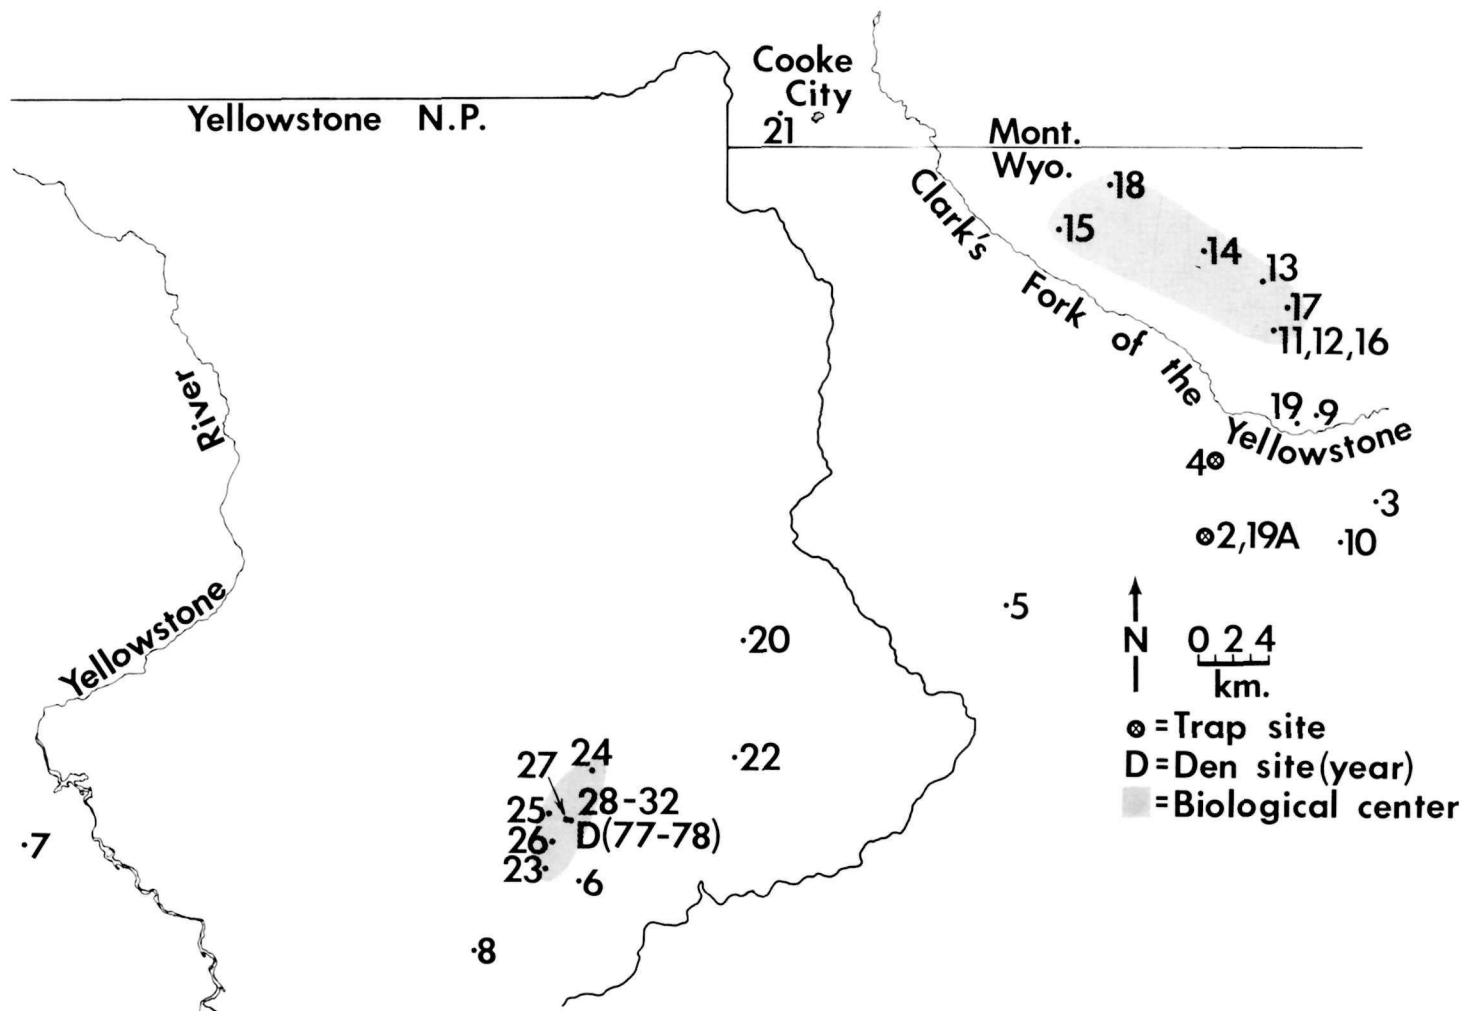 Cooke
City
21
Yellowstone N.P.
Mont.
Wyo.
18
15
14
13
17
11,12,16
Clark's Fork of the Yellowstone
19
9
4
3
2,19A
10
5
Yellowstone River
20
N
0 2 4
km.
= Trap site
D = Den site (year)
= Biological center
22
24
27
28-32
25
D(77-78)
26
23
6
7
8